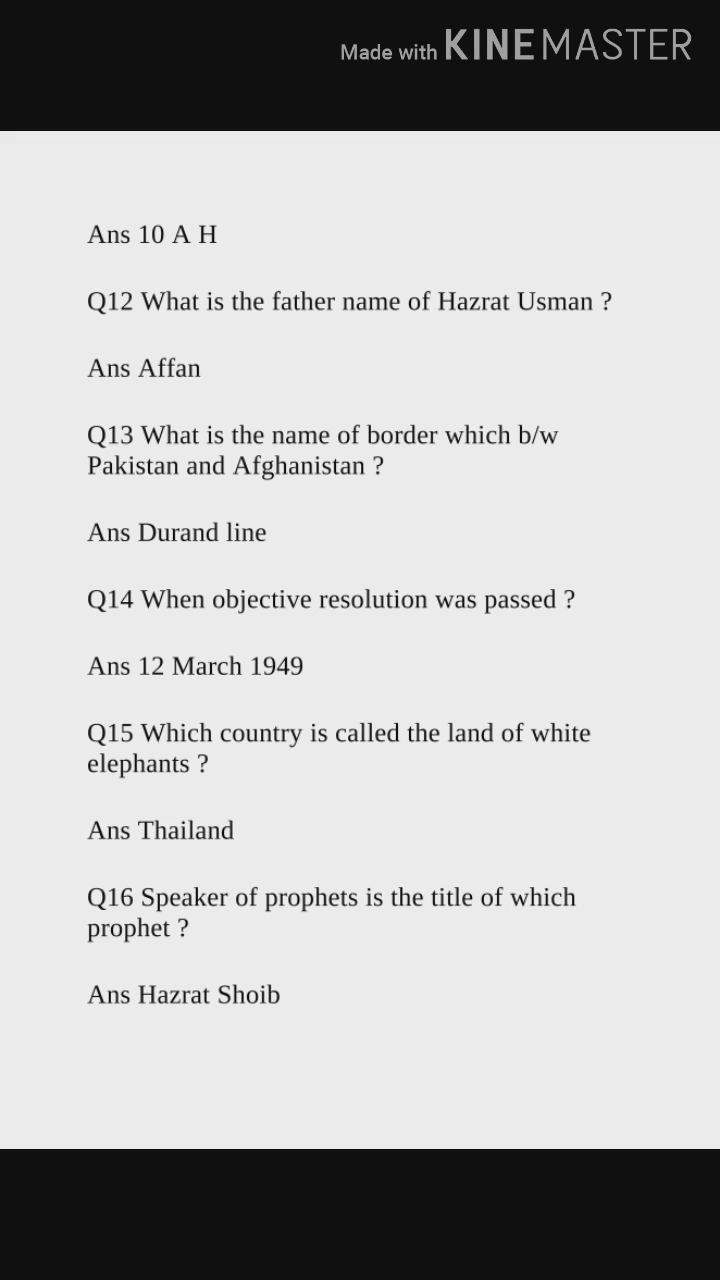 Made with KINEMASTER
Ans 10 A H
Q12 What is the father name of Hazrat Usman ?
Ans Affan
Q13 What is the name of border which b/w
Pakistan and Afghanistan ?
Ans Durand line
Q14 When objective resolution was passed ?
Ans 12 March 1949
Q15 Which country is called the land of white
elephants ?
Ans Thailand
Q16 Speaker of prophets is the title of which
prophet ?
Ans Hazrat Shoib